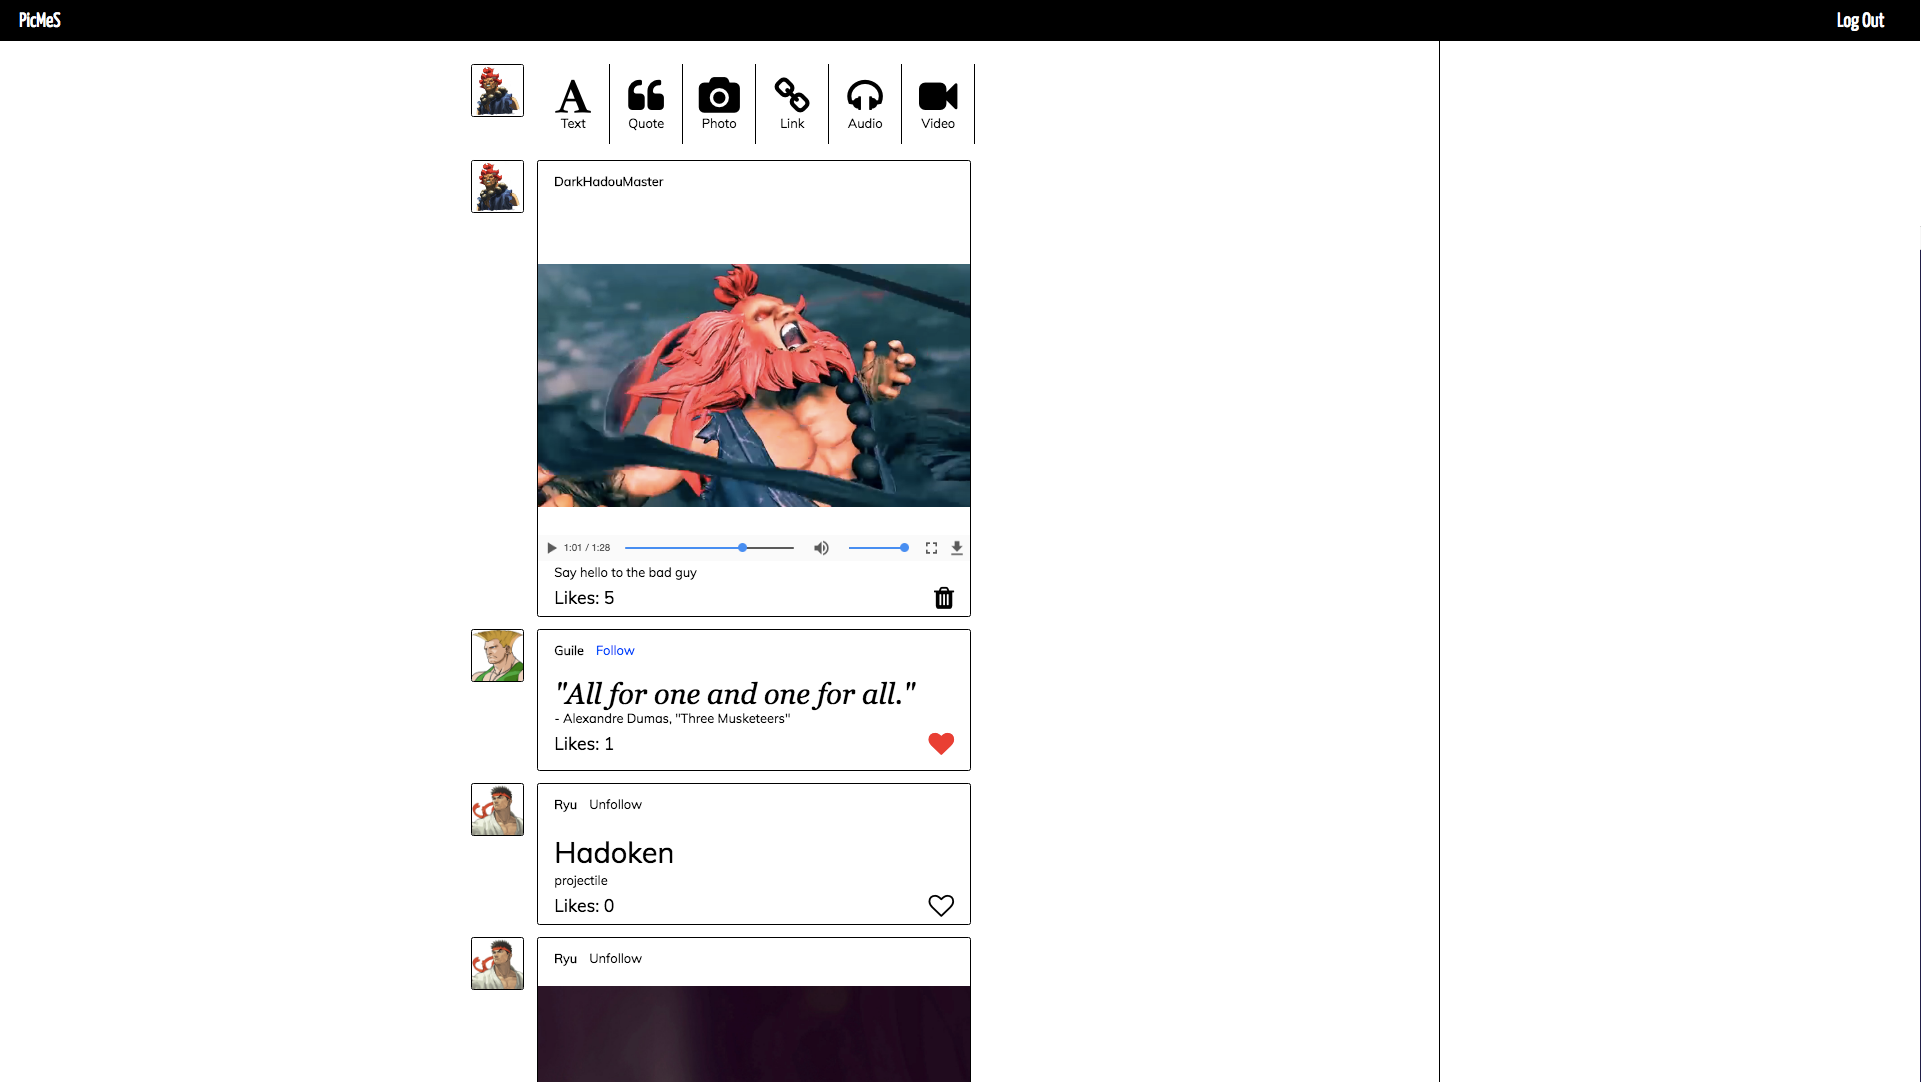 PicMeS
Log Out
Text Quote Photo Link Audio Video
DarkHadouMaster
1:01 / 1:28
Say hello to the bad guy
Likes: 5
Guile Follow
"All for one and one for all."
- Alexandre Dumas, "Three Musketeers"
Likes: 1
Ryu Unfollow
Hadoken
projectile
Likes: 0
Ryu Unfollow